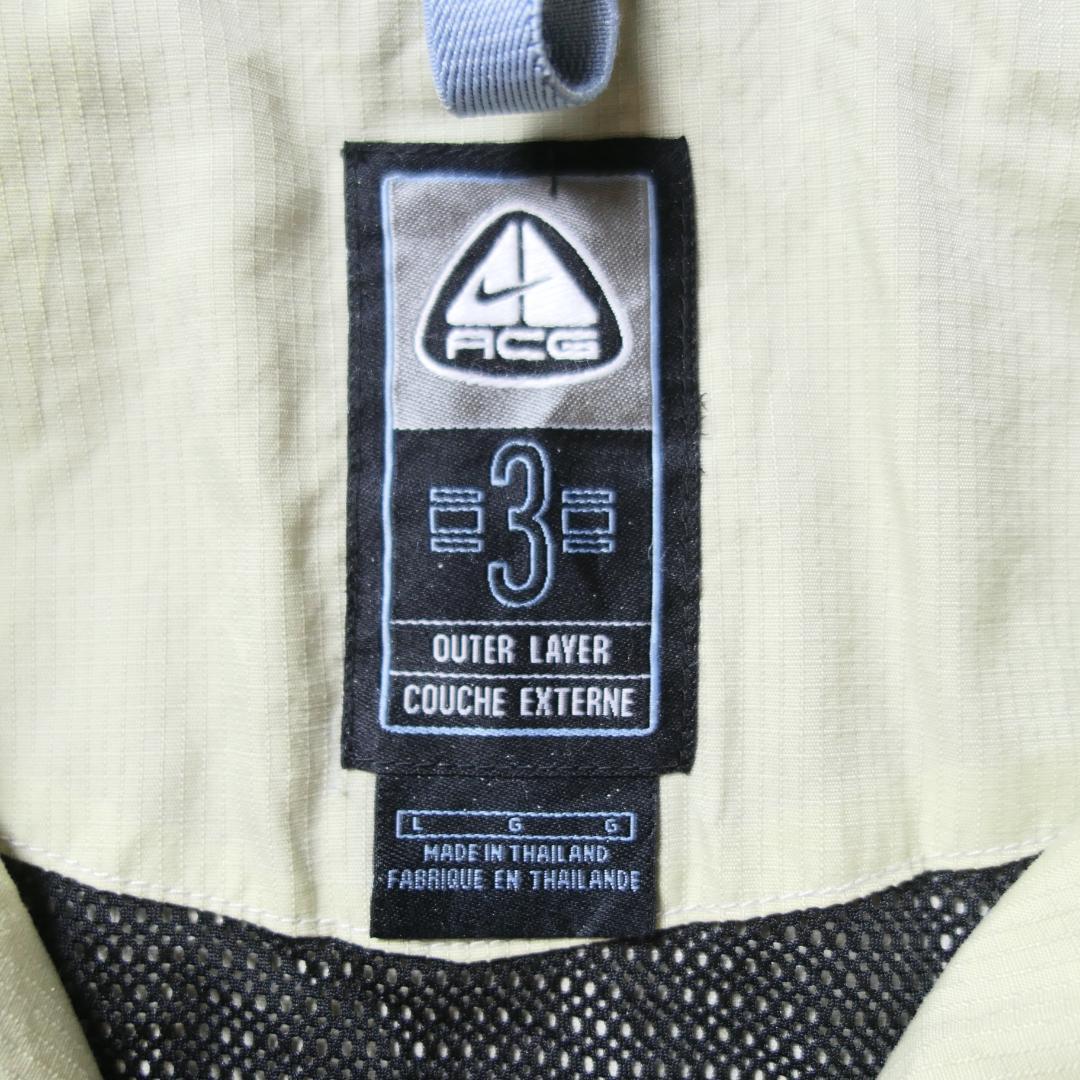 ACG
3
OUTER LAYER
COUCHE EXTERNE
L G G
MADE IN THAILAND
FABRIQUE EN THAILANDE